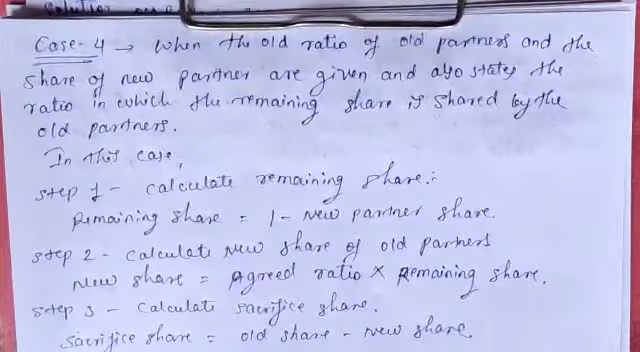 Solution
Case-4 → When the old ratio of old partners and the
share of new partner are given and also states the
ratio in which the remaining share is shared by the
old partners.
In this case,
step 1 - calculate remaining share:-
Remaining share = 1 - New partner share.
step 2 - calculate New share of old partners
New share = Agreed ratio × Remaining share.
step 3 - calculate sacrifice share.
sacrifice share = old share - New share